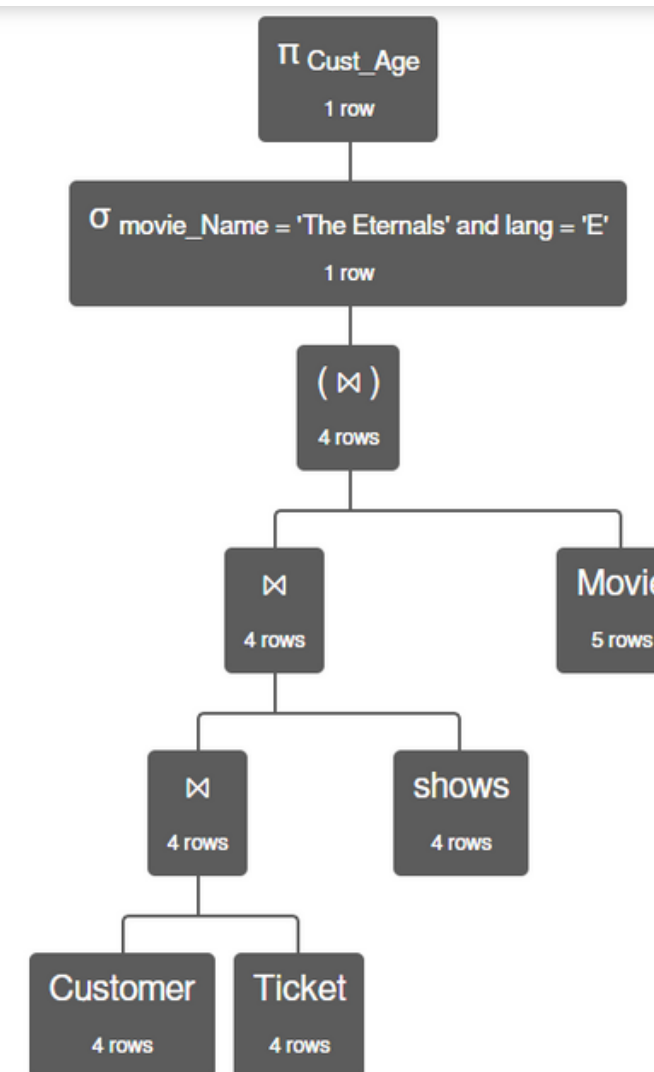 π Cust_Age
1 row
σ movie_Name = 'The Eternals' and lang = 'E'
1 row
( ⋈ )
4 rows
⋈
4 rows
Movie
5 rows
⋈
4 rows
shows
4 rows
Customer
4 rows
Ticket
4 rows